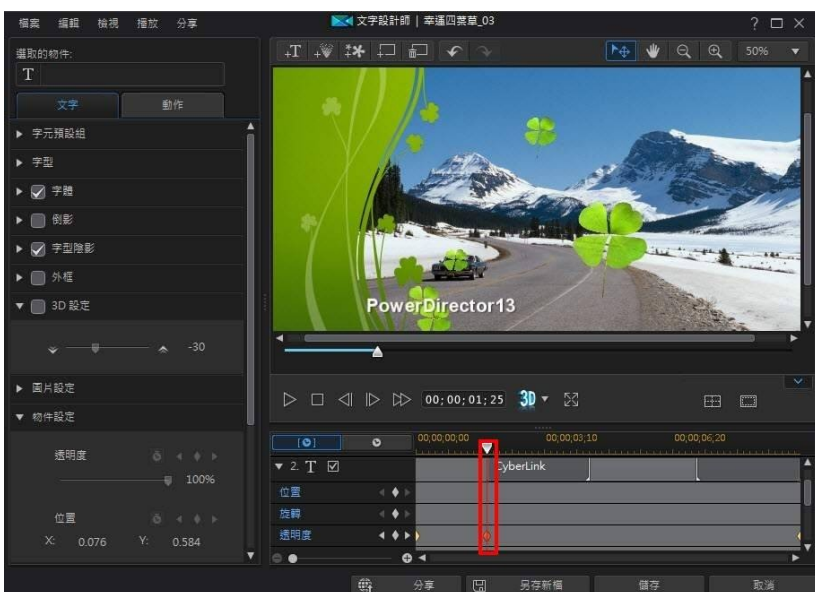 檔案 編輯 檢視 播放 分享
文字設計師 | 幸運四葉草_03
選取的物件:
T
50%
文字 動作
字元預設組
字型
字體
倒影
字型陰影
外框
3D 設定
-30
圖片設定
物件設定
透明度
100%
位置
X: 0.076 Y: 0.584
PowerDirector13
00;00;01;25 3D
00;00;00;00 00;00;03;10 00;00;06;20
2. T CyberLink
位置
旋轉
透明度
分享 另存新檔 儲存 取消